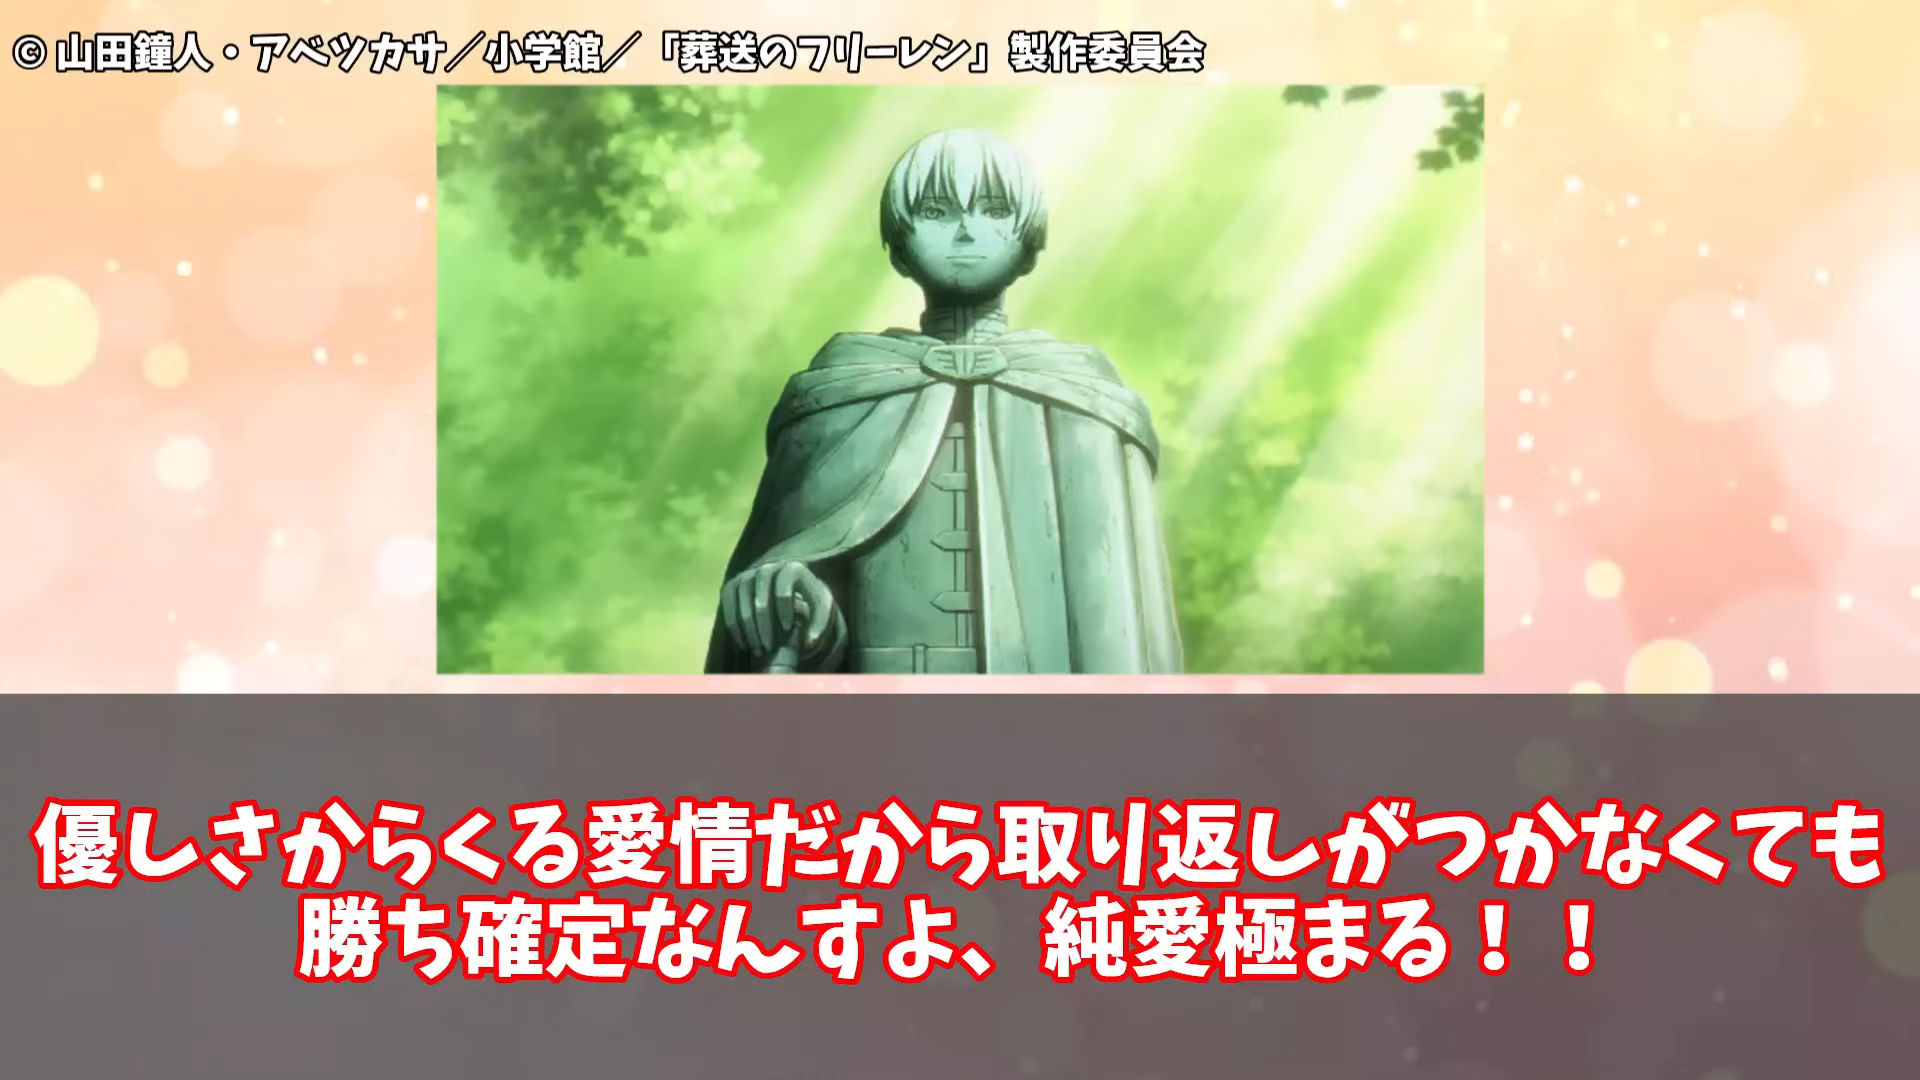 © 山田鐘人・アベツカサ／小学館／「葬送のフリーレン」製作委員会
優しさからくる愛情だから取り返しがつかなくても
勝ち確定なんすよ、純愛極まる！！